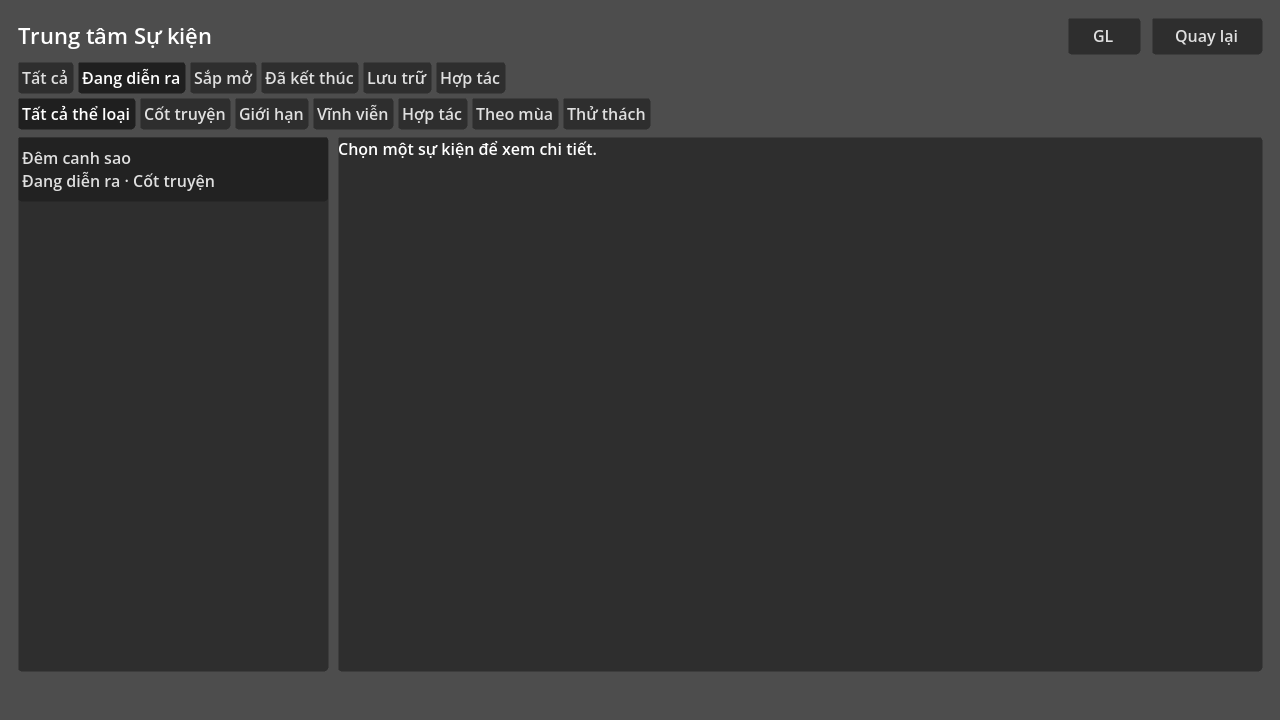 Trung tâm Sự kiện
GL
Quay lại
Tất cả
Đang diễn ra
Sắp mở
Đã kết thúc
Lưu trữ
Hợp tác
Tất cả thể loại
Cốt truyện
Giới hạn
Vĩnh viễn
Hợp tác
Theo mùa
Thử thách
Đêm canh sao
Đang diễn ra · Cốt truyện
Chọn một sự kiện để xem chi tiết.